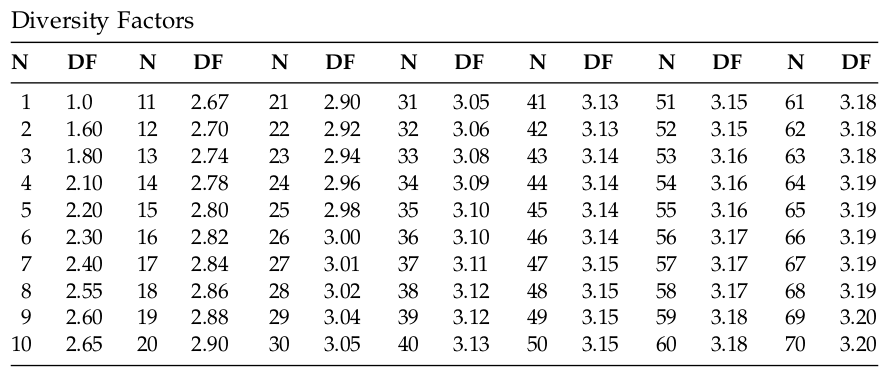 Diversity Factors
N DF N DF N DF N DF N DF N DF N DF
1 1.0 11 2.67 21 2.90 31 3.05 41 3.13 51 3.15 61 3.18
2 1.60 12 2.70 22 2.92 32 3.06 42 3.13 52 3.15 62 3.18
3 1.80 13 2.74 23 2.94 33 3.08 43 3.14 53 3.16 63 3.18
4 2.10 14 2.78 24 2.96 34 3.09 44 3.14 54 3.16 64 3.19
5 2.20 15 2.80 25 2.98 35 3.10 45 3.14 55 3.16 65 3.19
6 2.30 16 2.82 26 3.00 36 3.10 46 3.14 56 3.17 66 3.19
7 2.40 17 2.84 27 3.01 37 3.11 47 3.15 57 3.17 67 3.19
8 2.55 18 2.86 28 3.02 38 3.12 48 3.15 58 3.17 68 3.19
9 2.60 19 2.88 29 3.04 39 3.12 49 3.15 59 3.18 69 3.20
10 2.65 20 2.90 30 3.05 40 3.13 50 3.15 60 3.18 70 3.20